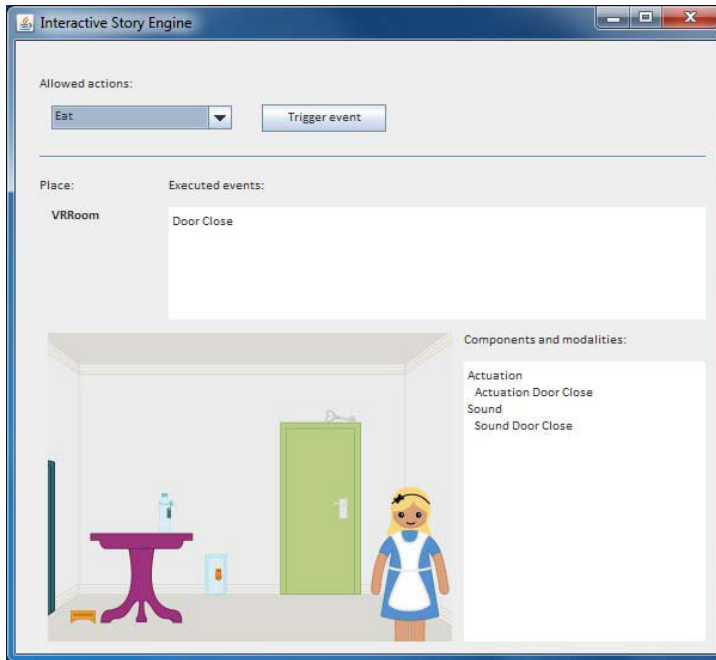 Interactive Story Engine
Allowed actions:
Eat
Trigger event
Place:
Executed events:
VRRoom
Door Close
Components and modalities:
Actuation
Actuation Door Close
Sound
Sound Door Close